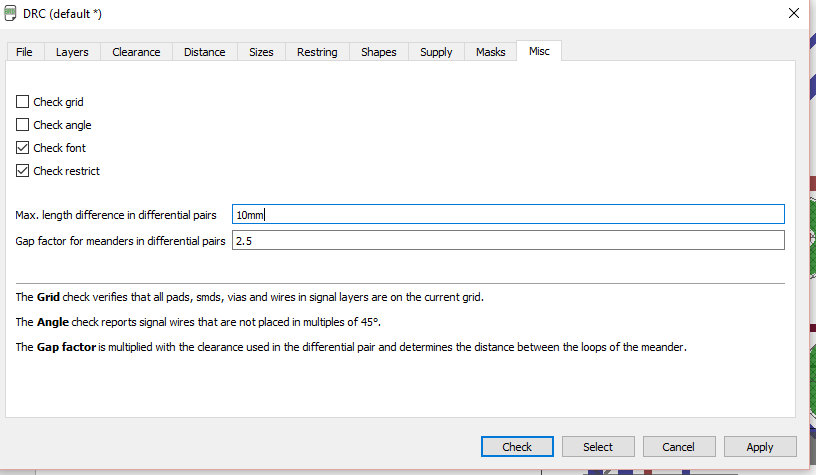 DRC (default *)
File Layers Clearance Distance Sizes Restring Shapes Supply Masks Misc
Check grid
Check angle
Check font
Check restrict
Max. length difference in differential pairs 10mm
Gap factor for meanders in differential pairs 2.5
The Grid check verifies that all pads, smds, vias and wires in signal layers are on the current grid.
The Angle check reports signal wires that are not placed in multiples of 45°.
The Gap factor is multiplied with the clearance used in the differential pair and determines the distance between the loops of the meander.
Check Select Cancel Apply